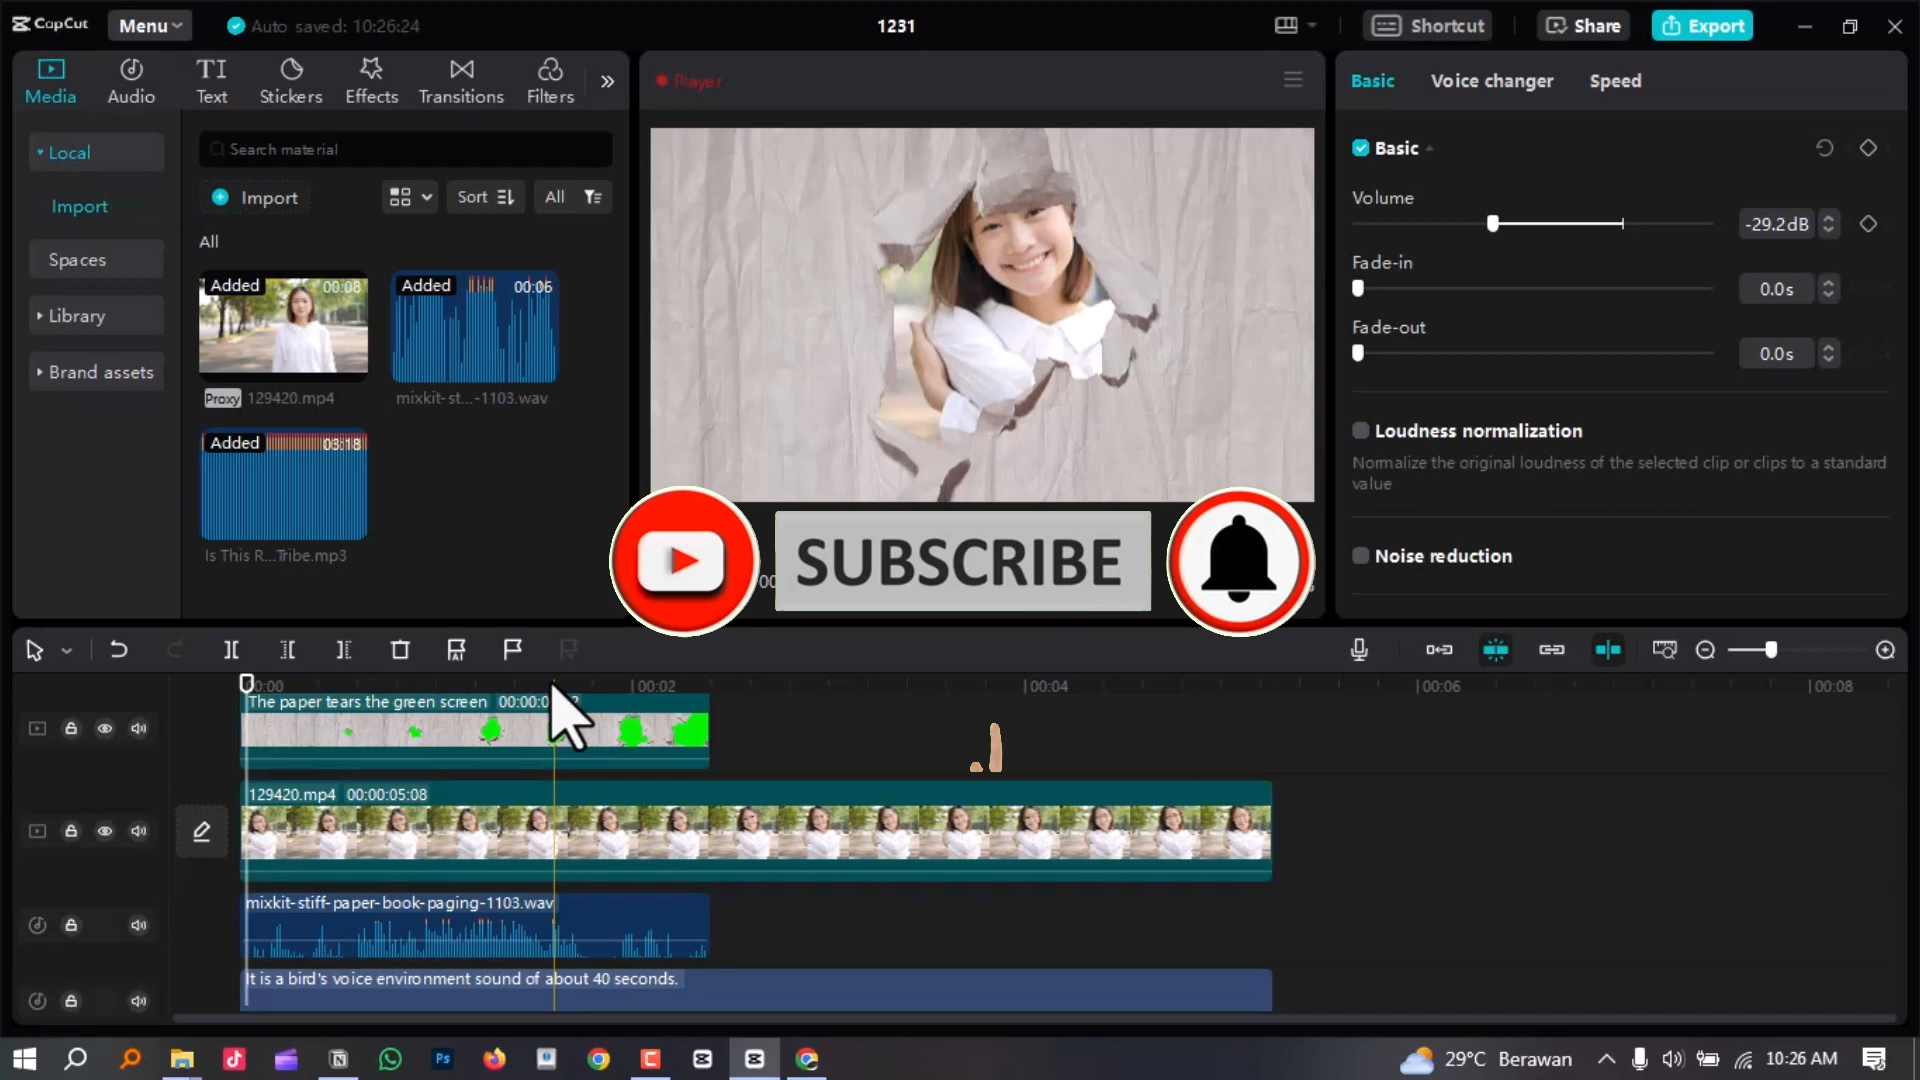 CapCut
Menu
Auto saved: 10:26:24
1231
Shortcut
Share
Export
Media
Audio
TI
Text
Stickers
Effects
Transitions
Filters
Player
Basic
Voice changer
Speed
Local
Import
Spaces
Library
Brand assets
Search material
Import
Sort
All
All
Added 00:08
Proxy 129420.mp4
Added 00:06
mixkit-st...-1103.wav
Added 03:18
Is This R...Tribe.mp3
Basic
Volume
-29.2dB
Fade-in
0.0s
Fade-out
0.0s
Loudness normalization
Normalize the original loudness of the selected clip or clips to a standard
value
Noise reduction
SUBSCRIBE
00:02
00:04
00:06
00:08
The paper tears the green screen
129420.mp4 00:00:05:08
mixkit-stiff-paper-book-paging-1103.wav
It is a bird's voice environment sound of about 40 seconds.
Ps
29°C Berawan
10:26 AM